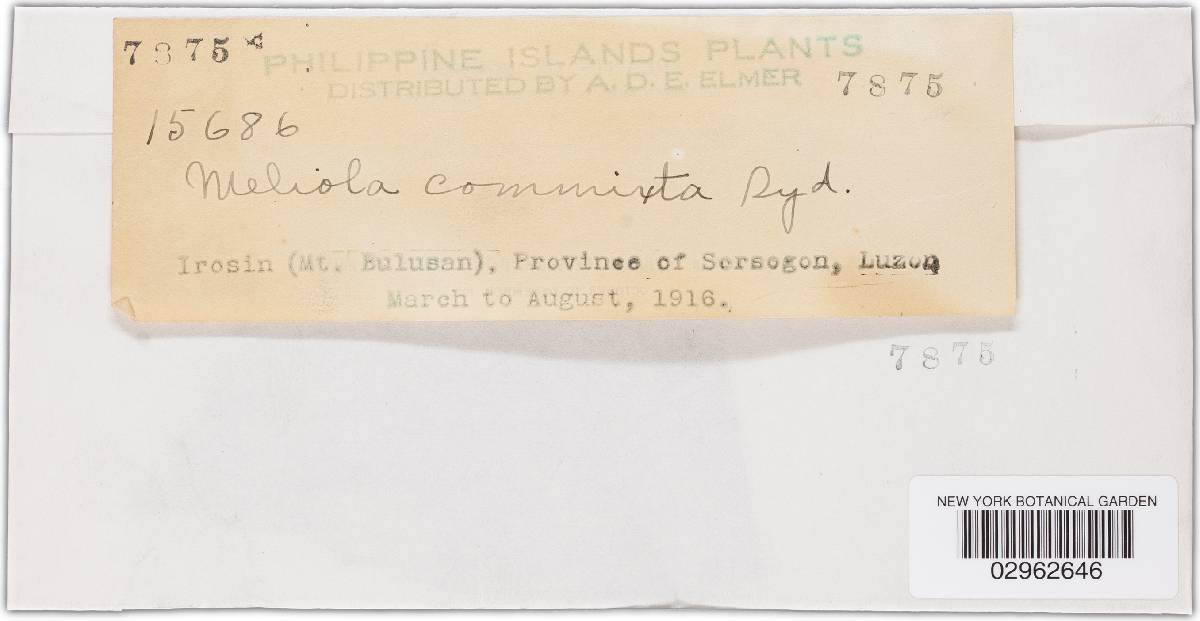 7875
PHILIPPINE ISLANDS PLANTS
DISTRIBUTED BY A. D. E. ELMER
7875
15686
Meliola commixta Syd.
Irosin (Mt. Bulusan), Province of Sorsogon, Luzon
March to August, 1916.
7875
NEW YORK BOTANICAL GARDEN
02962646